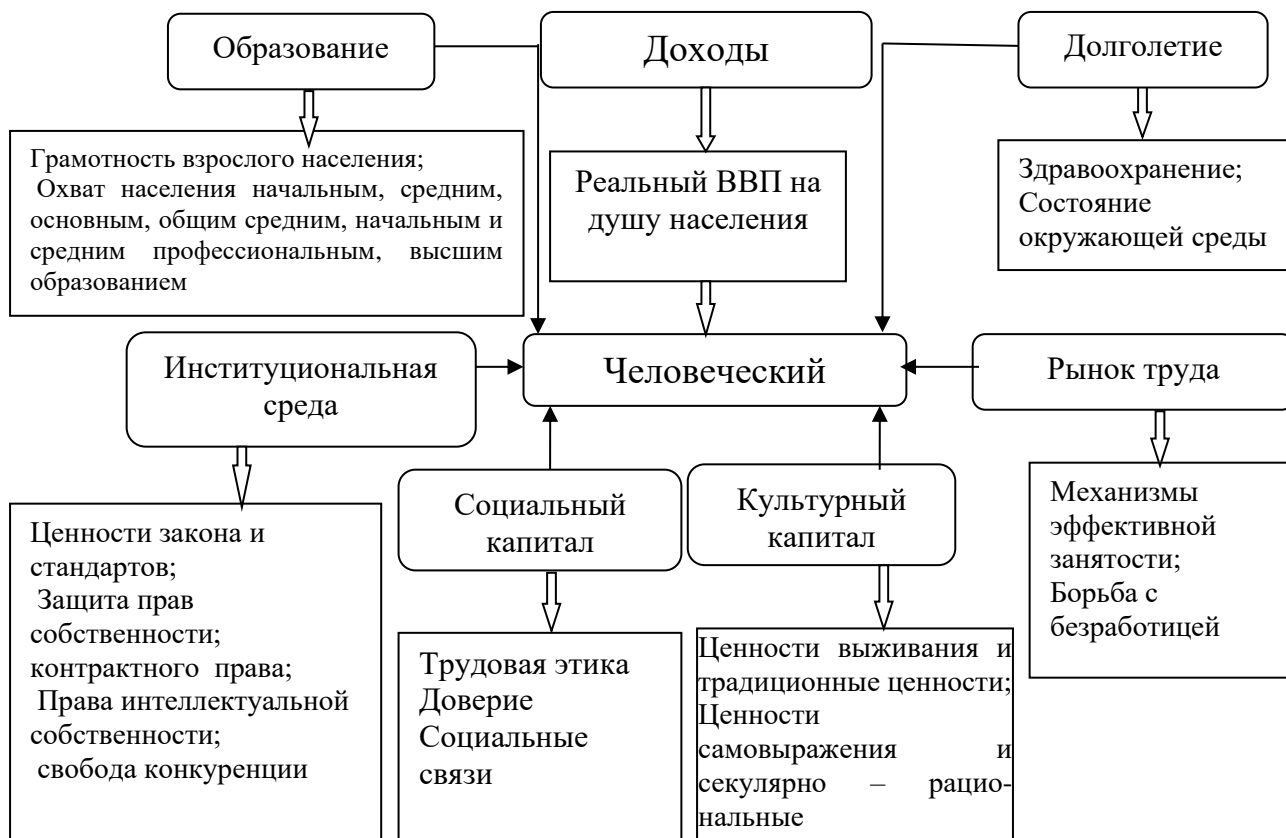 Образование
Доходы
Долголетие
Грамотность взрослого населения;
Охват населения начальным, средним,
основным, общим средним, начальным и
средним профессиональным, высшим
образованием
Реальный ВВП на
душу населения
Здравоохранение;
Состояние
окружающей среды
Институциональная
среда
Человеческий
Рынок труда
Социальный
капитал
Культурный
капитал
Ценности закона и
стандартов;
Защита прав
собственности;
контрактного права;
Права интеллектуальной
собственности;
свобода конкуренции
Трудовая этика
Доверие
Социальные
связи
Ценности выживания и
традиционные ценности;
Ценности
самовыражения и
секулярно – рацио-
нальные
Механизмы
эффективной
занятости;
Борьба с
безработицей